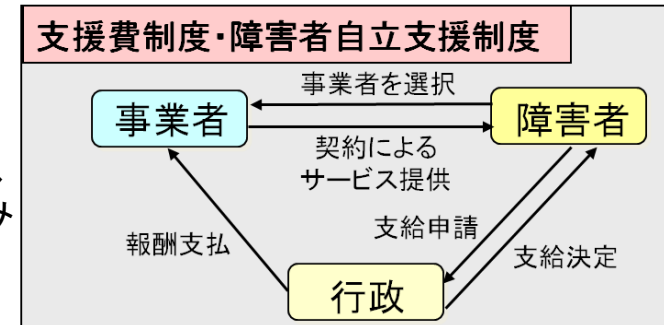 支援費制度・障害者自立支援制度
事業者を選択
事業者
障害者
契約による
サービス提供
み
支給申請
報酬支払
支給決定
行政